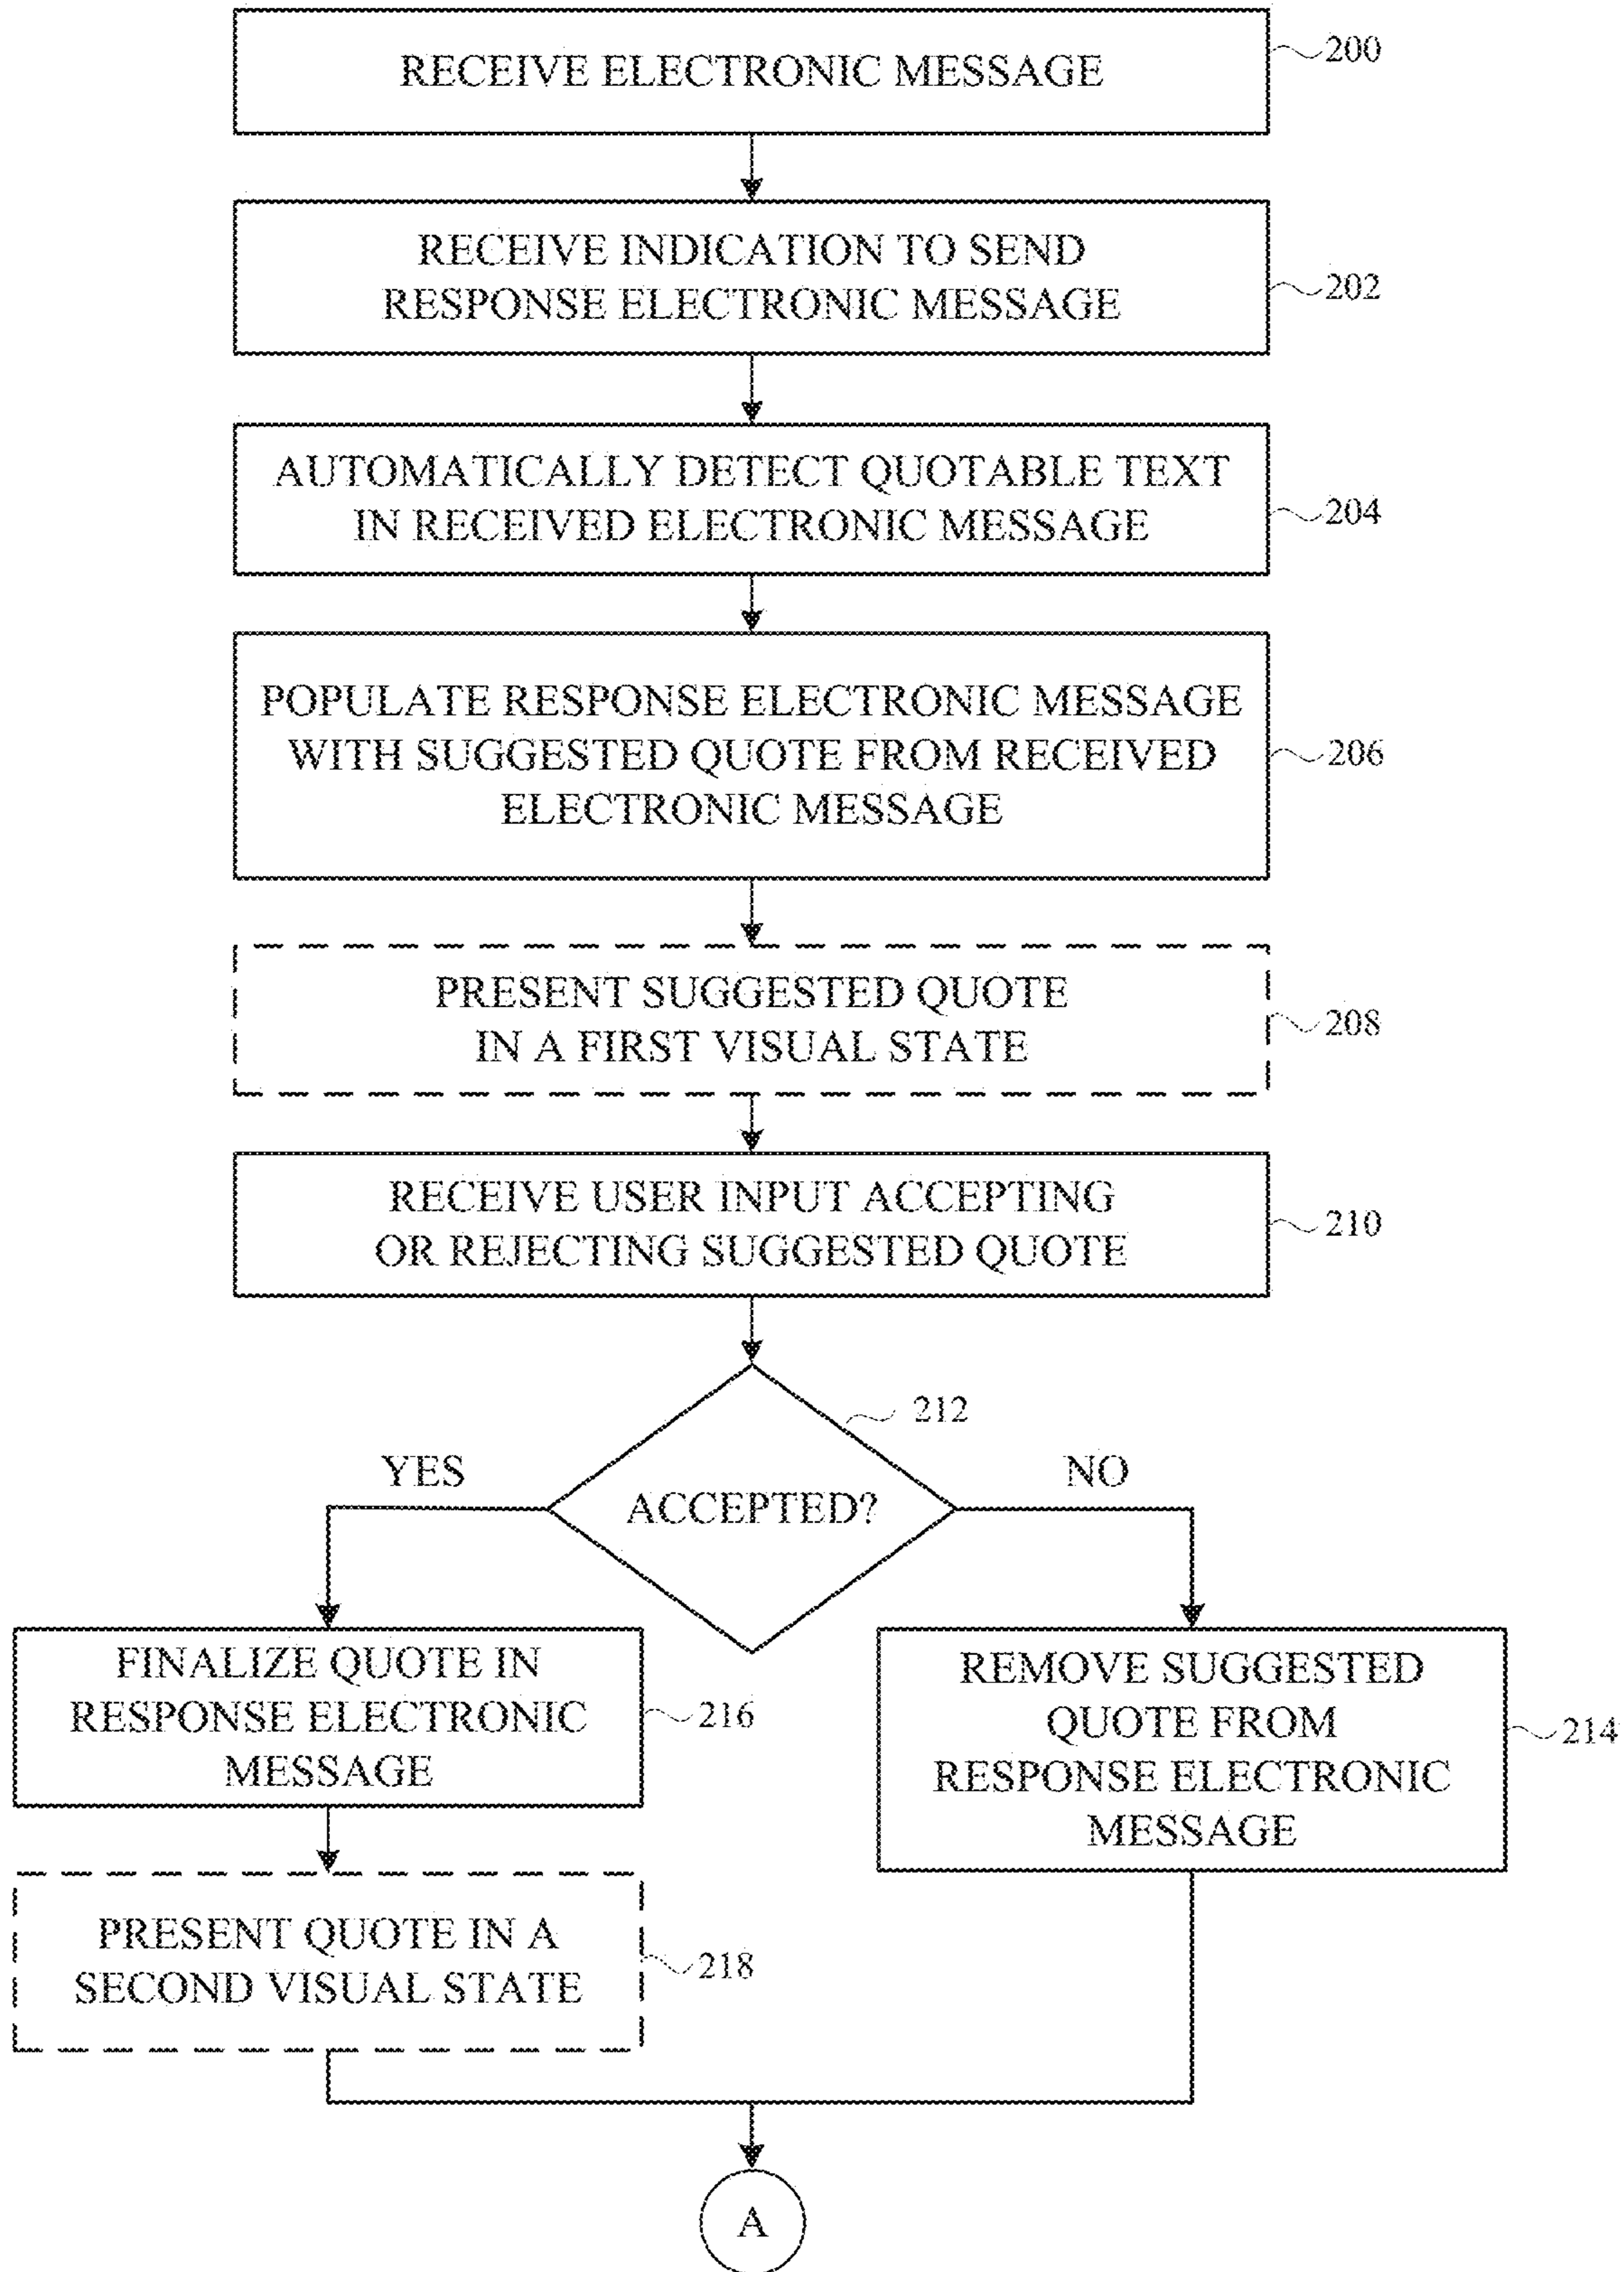 RECEIVE ELECTRONIC MESSAGE
200
RECEIVE INDICATION TO SEND
RESPONSE ELECTRONIC MESSAGE
202
AUTOMATICALLY DETECT QUOTABLE TEXT
IN RECEIVED ELECTRONIC MESSAGE
204
POPULATE RESPONSE ELECTRONIC MESSAGE
WITH SUGGESTED QUOTE FROM RECEIVED
ELECTRONIC MESSAGE
206
PRESENT SUGGESTED QUOTE
IN A FIRST VISUAL STATE
208
RECEIVE USER INPUT ACCEPTING
OR REJECTING SUGGESTED QUOTE
210
212
YES
ACCEPTED?
NO
FINALIZE QUOTE IN
RESPONSE ELECTRONIC
MESSAGE
216
REMOVE SUGGESTED
QUOTE FROM
RESPONSE ELECTRONIC
MESSAGE
214
PRESENT QUOTE IN A
SECOND VISUAL STATE
218
A